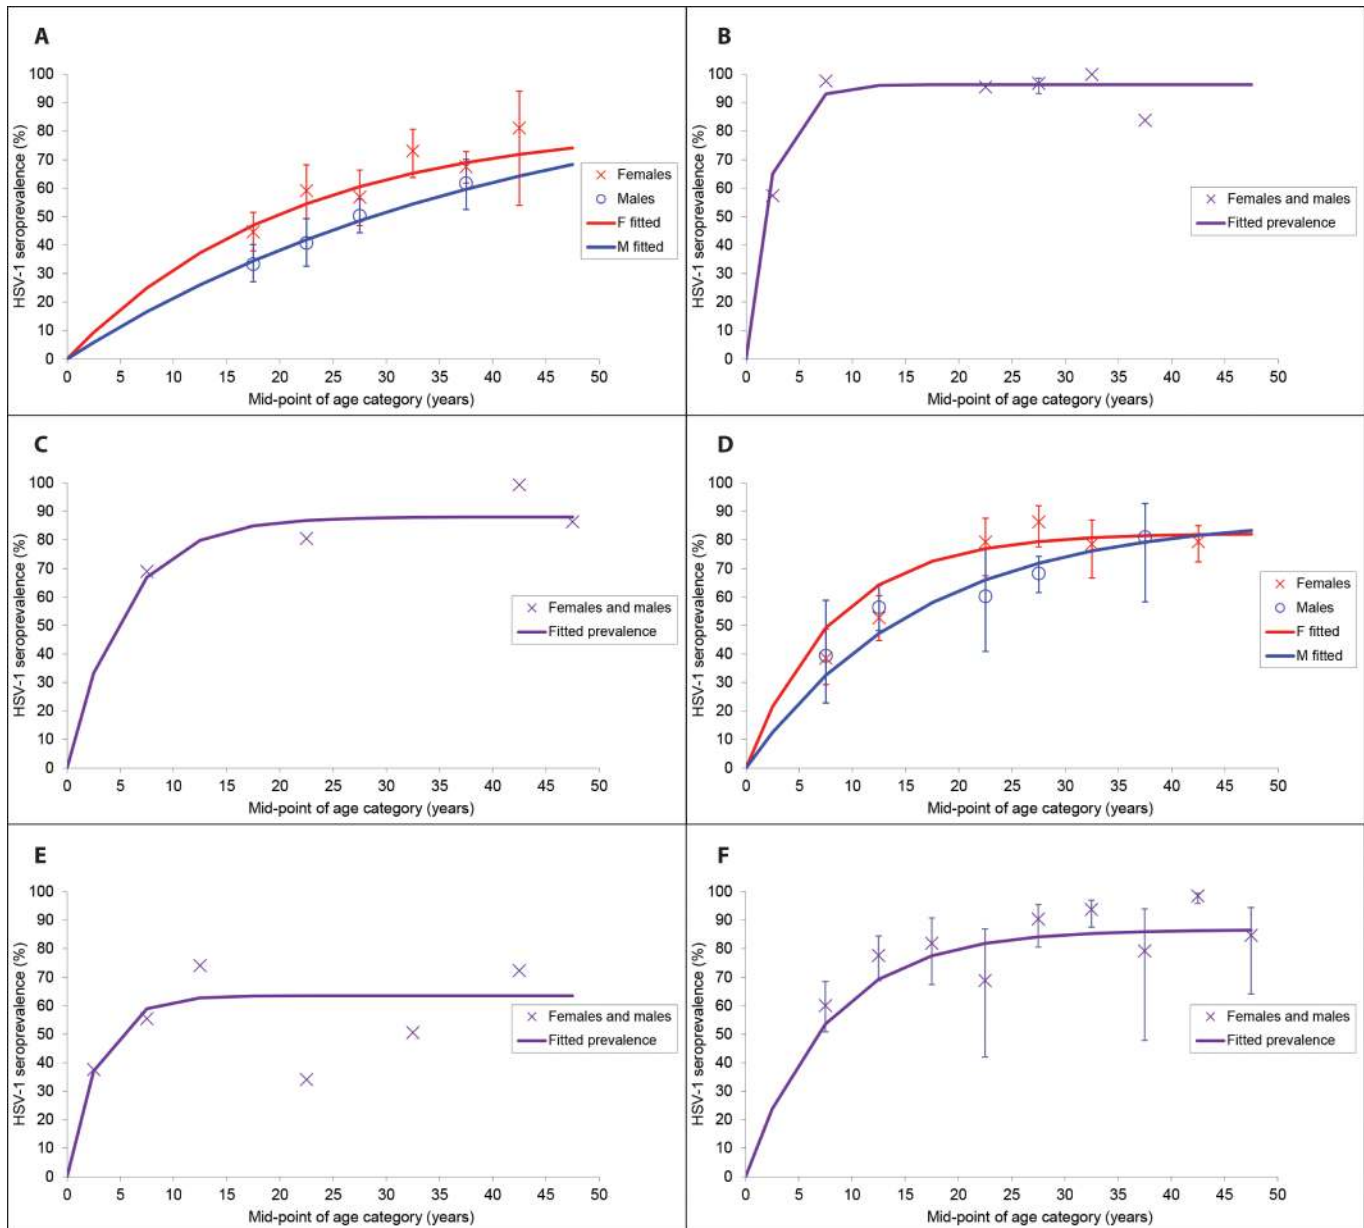 A
HSV-1 seroprevalence (%)
100
90
80
70
60
50
40
30
20
10
0
0 5 10 15 20 25 30 35 40 45 50
Mid-point of age category (years)
Females
Males
F fitted
M fitted
B
HSV-1 seroprevalence (%)
100
90
80
70
60
50
40
30
20
10
0
0 5 10 15 20 25 30 35 40 45 50
Mid-point of age category (years)
Females and males
Fitted prevalence
C
HSV-1 seroprevalence (%)
100
90
80
70
60
50
40
30
20
10
0
0 5 10 15 20 25 30 35 40 45 50
Mid-point of age category (years)
Females and males
Fitted prevalence
D
HSV-1 seroprevalence (%)
100
90
80
70
60
50
40
30
20
10
0
0 5 10 15 20 25 30 35 40 45 50
Mid-point of age category (years)
Females
Males
F fitted
M fitted
E
HSV-1 seroprevalence (%)
100
90
80
70
60
50
40
30
20
10
0
0 5 10 15 20 25 30 35 40 45 50
Mid-point of age category (years)
Females and males
Fitted prevalence
F
HSV-1 seroprevalence (%)
100
90
80
70
60
50
40
30
20
10
0
0 5 10 15 20 25 30 35 40 45 50
Mid-point of age category (years)
Females and males
Fitted prevalence